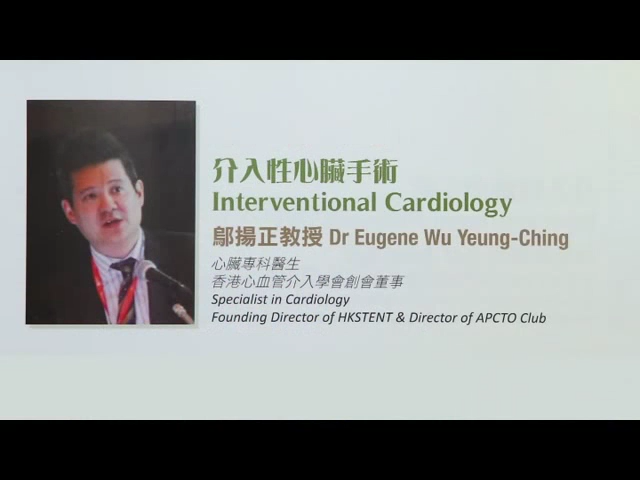 介入性心臟手術
Interventional Cardiology
鄔揚正教授 Dr Eugene Wu Yeung-Ching
心臟專科醫生
香港心血管介入學會創會董事
Specialist in Cardiology
Founding Director of HKSTENT & Director of APCTO Club